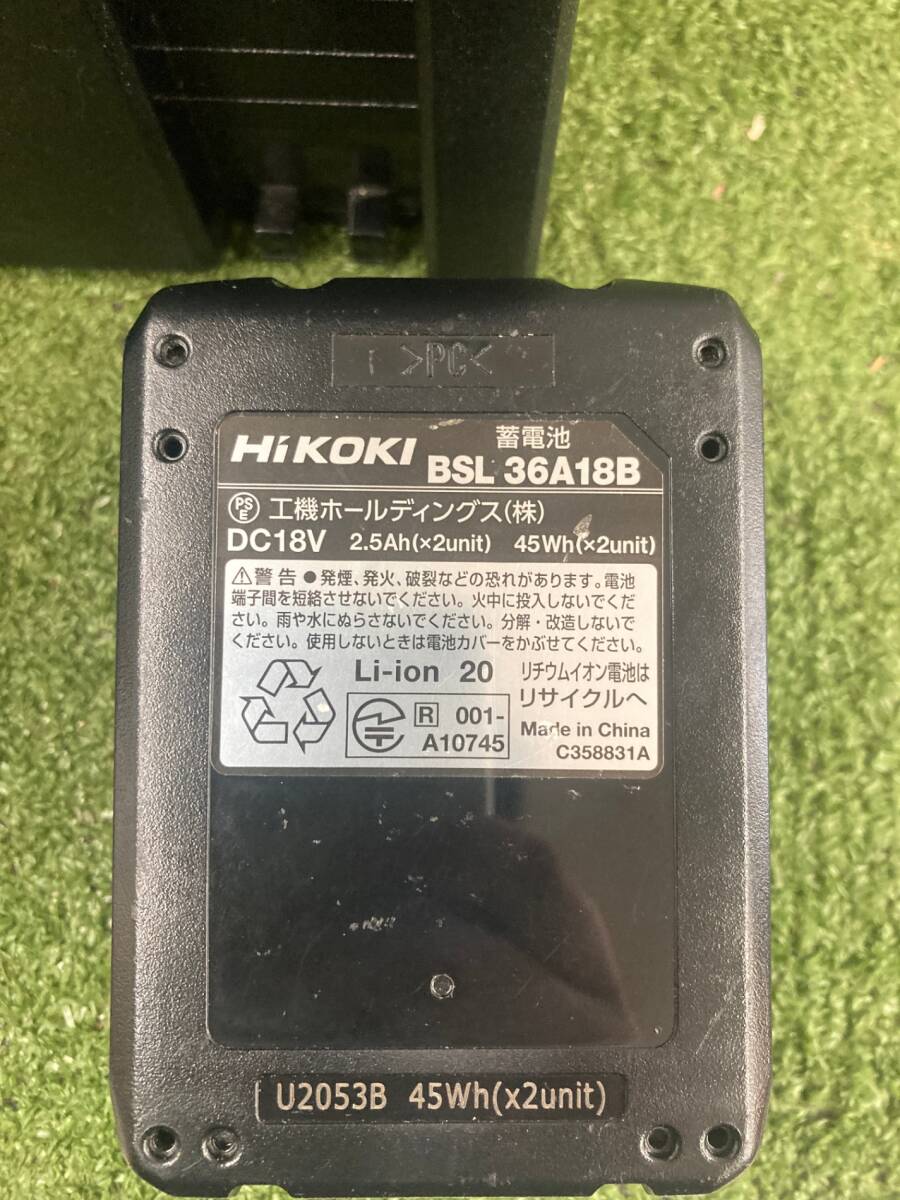 >PC<
HiKOKI
蓄電池
BSL 36A18B
PS
E
工機ホールディングス(株)
DC18V 2.5Ah(×2unit) 45Wh(×2unit)
⚠警告 ●発煙、発火、破裂などの恐れがあります。電池
端子間を短絡させないでください。火中に投入しないでくだ
さい。雨や水にぬらさないでください。分解・改造しないで
ください。使用しないときは電池カバーをかぶせてください。
Li-ion 20
リチウムイオン電池は
リサイクルへ
R 001-
A10745
Made in China
C358831A
U2053B 45Wh(x2unit)